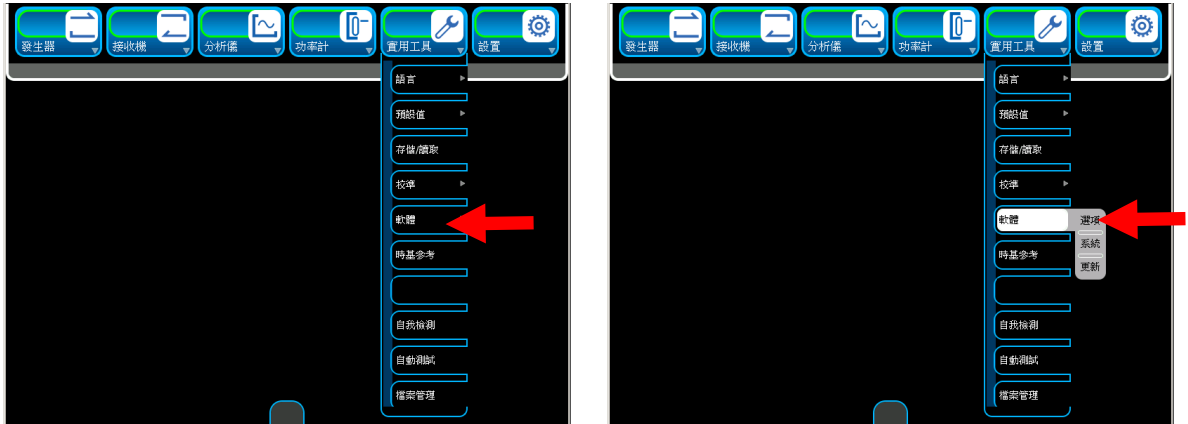 發生器 接收機 分析儀 功率計 實用工具 設置
語言
預設值
存儲/讀取
校準
軟體
時基參考
自我檢測
自動測試
檔案管理
發生器 接收機 分析儀 功率計 實用工具 設置
語言
預設值
存儲/讀取
校準
軟體 選項
系統
時基參考
更新
自我檢測
自動測試
檔案管理